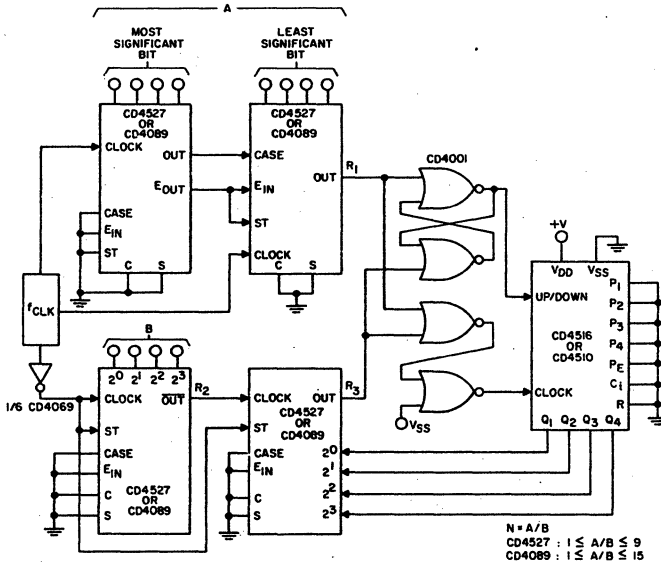 A
MOST
SIGNIFICANT
BIT
LEAST
SIGNIFICANT
BIT
CD4527
OR
CD4089
CLOCK
OUT
EOUT
CASE
EIN
ST
C
S
CD4527
OR
CD4089
CASE
EIN
ST
CLOCK
C
S
OUT
R1
CD4001
+V
VDD
VSS
UP/DOWN
CD4516
OR
CD4510
CLOCK
P1
P2
P3
P4
PE
Ci
R
Q1
Q2
Q3
Q4
fCLK
1/6 CD4069
B
2⁰
2¹
2²
2³
CLOCK
OUT
ST
CASE
EIN
C
S
CD4527
OR
CD4089
R2
CLOCK
ST
CASE
EIN
C
S
CD4527
OR
CD4089
OUT
R3
2⁰
2¹
2²
2³
VSS
N = A/B
CD4527 : 1 ≤ A/B ≤ 9
CD4089 : 1 ≤ A/B ≤ 15